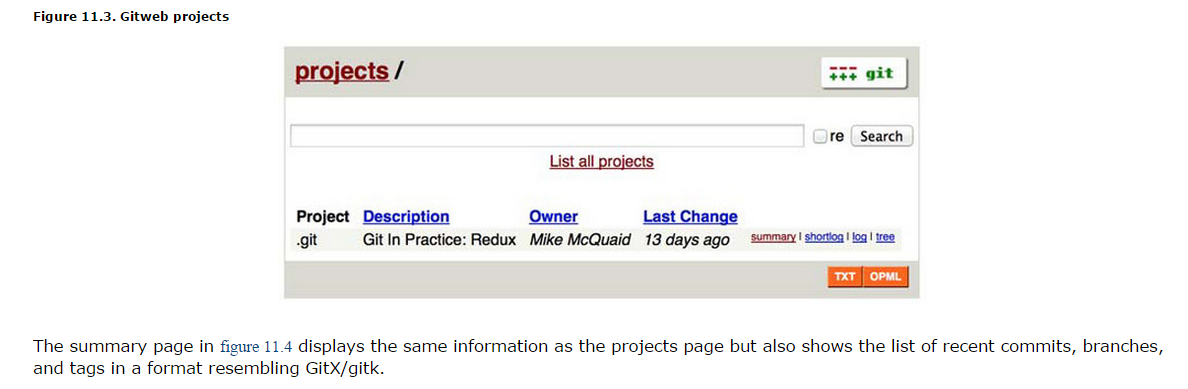 Figure 11.3. Gitweb projects
projects /
git
re Search
List all projects
Project Description Owner Last Change
.git Git In Practice: Redux Mike McQuaid 13 days ago summary | shortlog | log | tree
TXT OPML
The summary page in figure 11.4 displays the same information as the projects page but also shows the list of recent commits, branches,
and tags in a format resembling GitX/gitk.